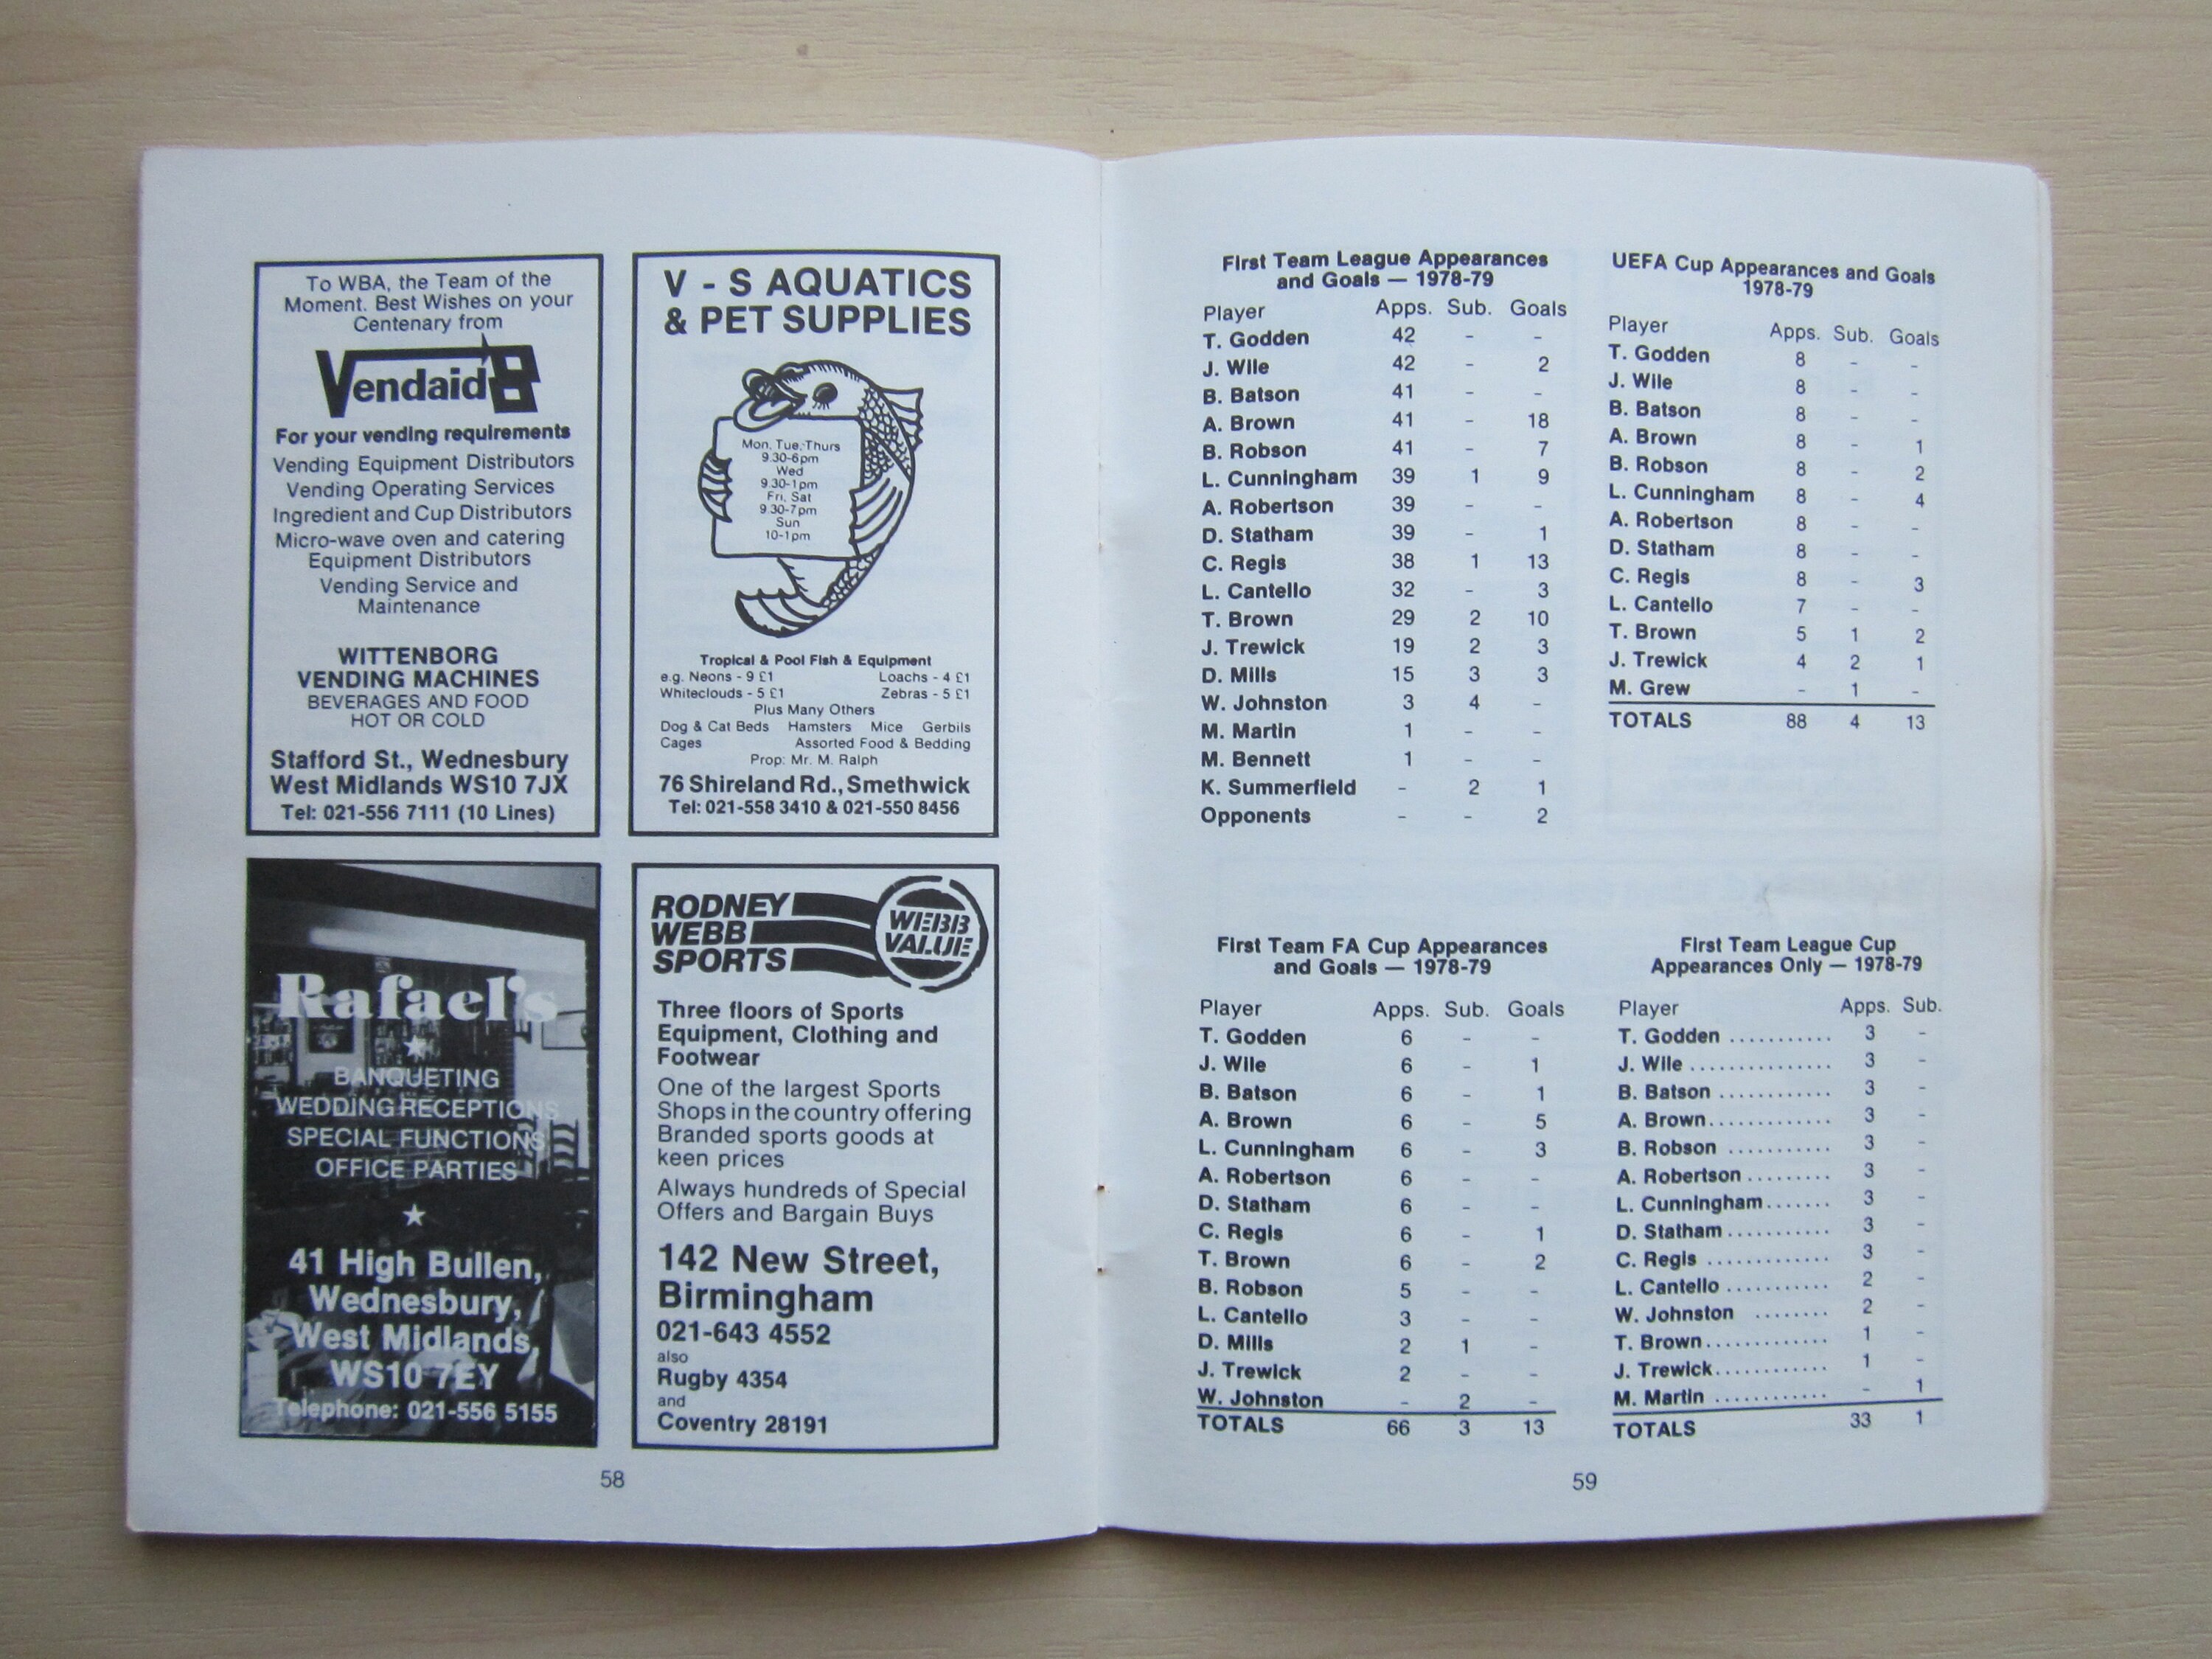 To WBA, the Team of the
Moment. Best Wishes on your
Centenary from
Vendaid
For your vending requirements
Vending Equipment Distributors
Vending Operating Services
Ingredient and Cup Distributors
Micro-wave oven and catering
Equipment Distributors
Vending Service and
Maintenance
WITTENBORG
VENDING MACHINES
BEVERAGES AND FOOD
HOT OR COLD
Stafford St., Wednesbury
West Midlands WS10 7JX
Tel: 021-556 7111 (10 Lines)
V - S AQUATICS
& PET SUPPLIES
Mon, Tue, Thurs
9.30-6pm
Wed
9.30-1pm
Fri, Sat
9.30-7pm
Sun
10-1pm
Tropical & Pool Fish & Equipment
e.g. Neons - 9 £1 Loachs - 4 £1
Whiteclouds - 5 £1 Zebras - 5 £1
Plus Many Others
Dog & Cat Beds Hamsters Mice Gerbils
Cages Assorted Food & Bedding
Prop: Mr. M. Ralph
76 Shireland Rd., Smethwick
Tel: 021-558 3410 & 021-550 8456
Rafael's
BANQUETING
WEDDING RECEPTIONS
SPECIAL FUNCTIONS
OFFICE PARTIES
41 High Bullen,
Wednesbury,
West Midlands,
WS10 7EY
Telephone: 021-556 5155
RODNEY
WEBB
SPORTS
WEBB
VALUE
Three floors of Sports
Equipment, Clothing and
Footwear
One of the largest Sports
Shops in the country offering
Branded sports goods at
keen prices
Always hundreds of Special
Offers and Bargain Buys
142 New Street,
Birmingham
021-643 4552
also
Rugby 4354
and
Coventry 28191
58
First Team League Appearances
and Goals — 1978-79
Player Apps. Sub. Goals
T. Godden 42 - -
J. Wile 42 - 2
B. Batson 41 - -
A. Brown 41 - 18
B. Robson 41 - 7
L. Cunningham 39 1 9
A. Robertson 39 - -
D. Statham 39 - 1
C. Regis 38 1 13
L. Cantello 32 - 3
T. Brown 29 2 10
J. Trewick 19 2 3
D. Mills 15 3 3
W. Johnston 3 4 -
M. Martin 1 - -
M. Bennett 1 - -
K. Summerfield - 2 1
Opponents - - 2
UEFA Cup Appearances and Goals
1978-79
Player Apps. Sub. Goals
T. Godden 8 - -
J. Wile 8 - -
B. Batson 8 - -
A. Brown 8 - 1
B. Robson 8 - 2
L. Cunningham 8 - 4
A. Robertson 8 - -
D. Statham 8 - -
C. Regis 8 - 3
L. Cantello 7 - -
T. Brown 5 1 2
J. Trewick 4 2 1
M. Grew - 1 -
TOTALS 88 4 13
First Team FA Cup Appearances
and Goals — 1978-79
Player Apps. Sub. Goals
T. Godden 6 - -
J. Wile 6 - 1
B. Batson 6 - 1
A. Brown 6 - 5
L. Cunningham 6 - 3
A. Robertson 6 - -
D. Statham 6 - -
C. Regis 6 - 1
T. Brown 6 - 2
B. Robson 5 - -
L. Cantello 3 - -
D. Mills 2 1 -
J. Trewick 2 - -
W. Johnston - 2 -
TOTALS 66 3 13
First Team League Cup
Appearances Only — 1978-79
Player Apps. Sub.
T. Godden ........... 3 -
J. Wile ............... 3 -
B. Batson ............ 3 -
A. Brown............. 3 -
B. Robson ........... 3 -
A. Robertson......... 3 -
L. Cunningham....... 3 -
D. Statham........... 3 -
C. Regis ............. 3 -
L. Cantello ........... 2 -
W. Johnston ........ 2 -
T. Brown............. 1 -
J. Trewick............ 1 -
M. Martin ............ - 1
TOTALS 33 1
59